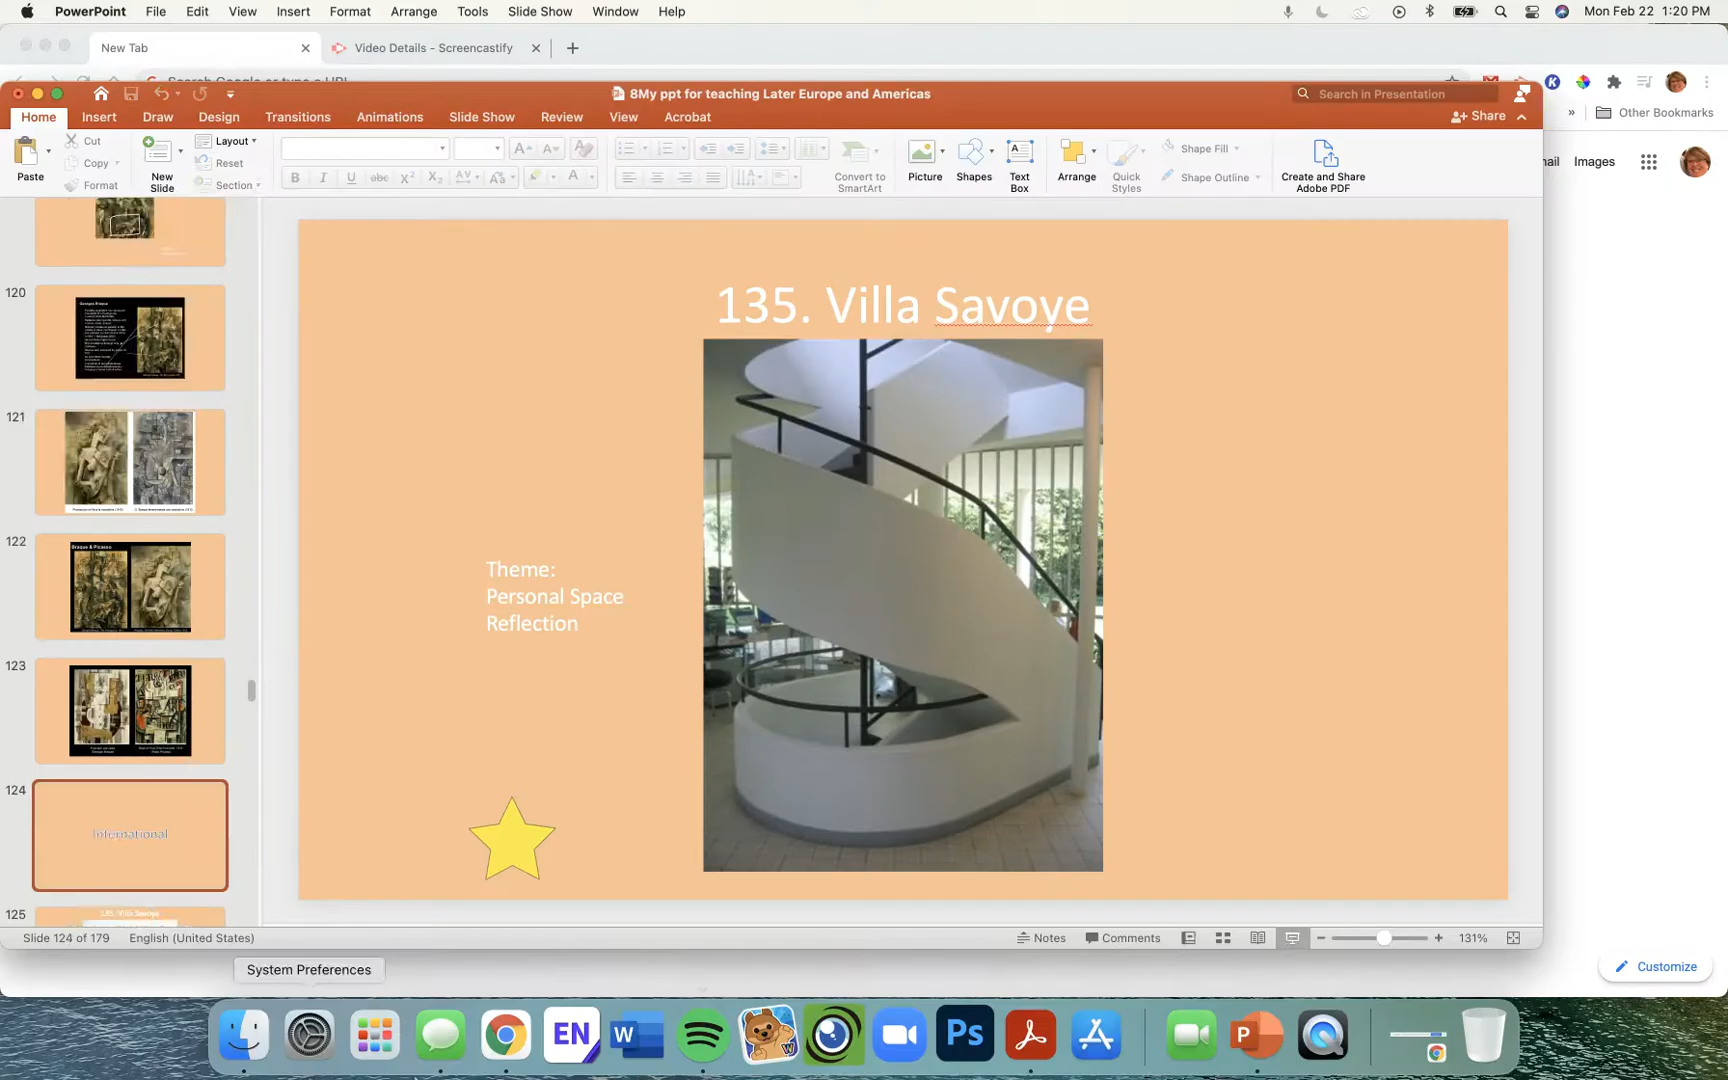 PowerPoint File Edit View Insert Format Arrange Tools Slide Show Window Help Mon Feb 22 1:20 PM
New Tab Video Details - Screencastify
8My ppt for teaching Later Europe and Americas Search in Presentation
Other Bookmarks
Home Insert Draw Design Transitions Animations Slide Show Review View Acrobat Share
Paste Cut Copy Format
New Slide Layout Reset Section
Convert to SmartArt
Picture Shapes Text Box Arrange Quick Styles Shape Fill Shape Outline
Create and Share Adobe PDF
Images
120
121
122
Braque & Picasso
123
124
International
125
135. Villa Savoye
135. Villa Savoye
Theme:
Personal Space
Reflection
Slide 124 of 179 English (United States) Notes Comments 131%
System Preferences
Customize
EN W Ps P